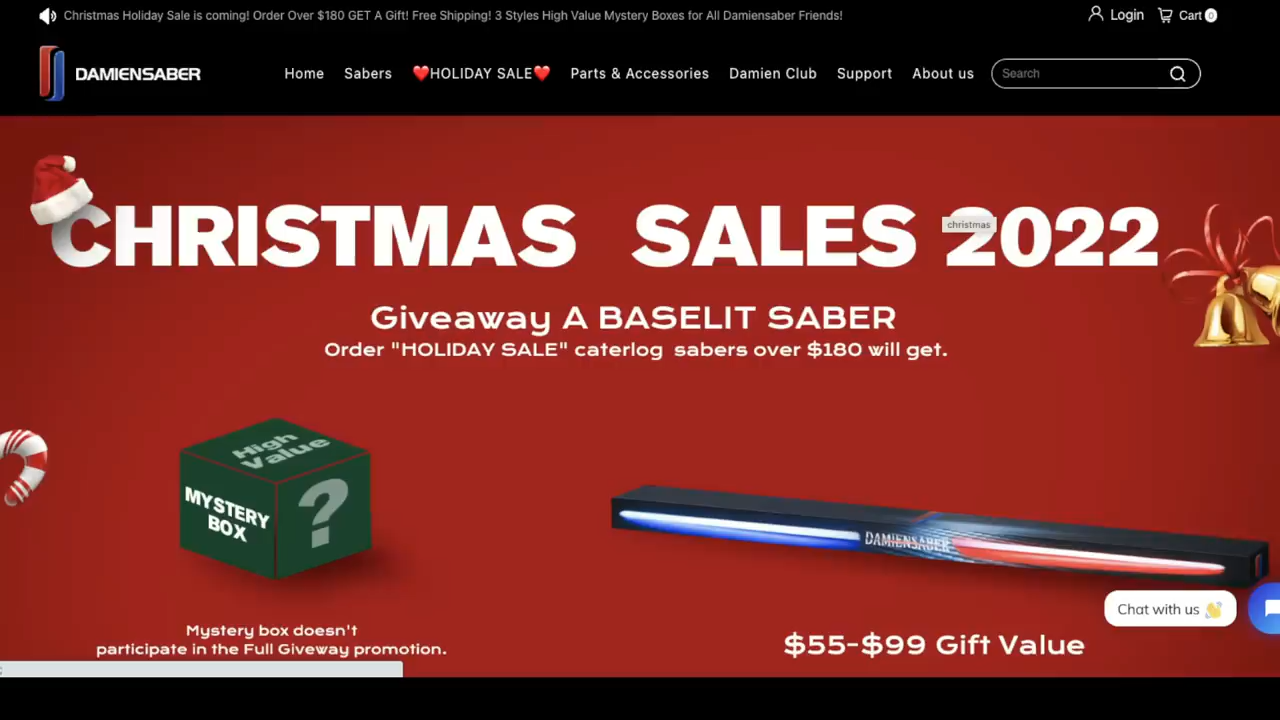 Christmas Holiday Sale is coming! Order Over $180 GET A Gift! Free Shipping! 3 Styles High Value Mystery Boxes for All Damiensaber Friends!
Login
Cart 0
DAMIENSABER
Home
Sabers
❤️HOLIDAY SALE❤️
Parts & Accessories
Damien Club
Support
About us
Search
CHRISTMAS SALES 2022
christmas
Giveaway A BASELIT SABER
Order "HOLIDAY SALE" caterlog sabers over $180 will get.
High
Value
MYSTERY
BOX
?
DAMIENSABER
Chat with us 👋
Mystery box doesn't
participate in the Full Giveway promotion.
$55-$99 Gift Value